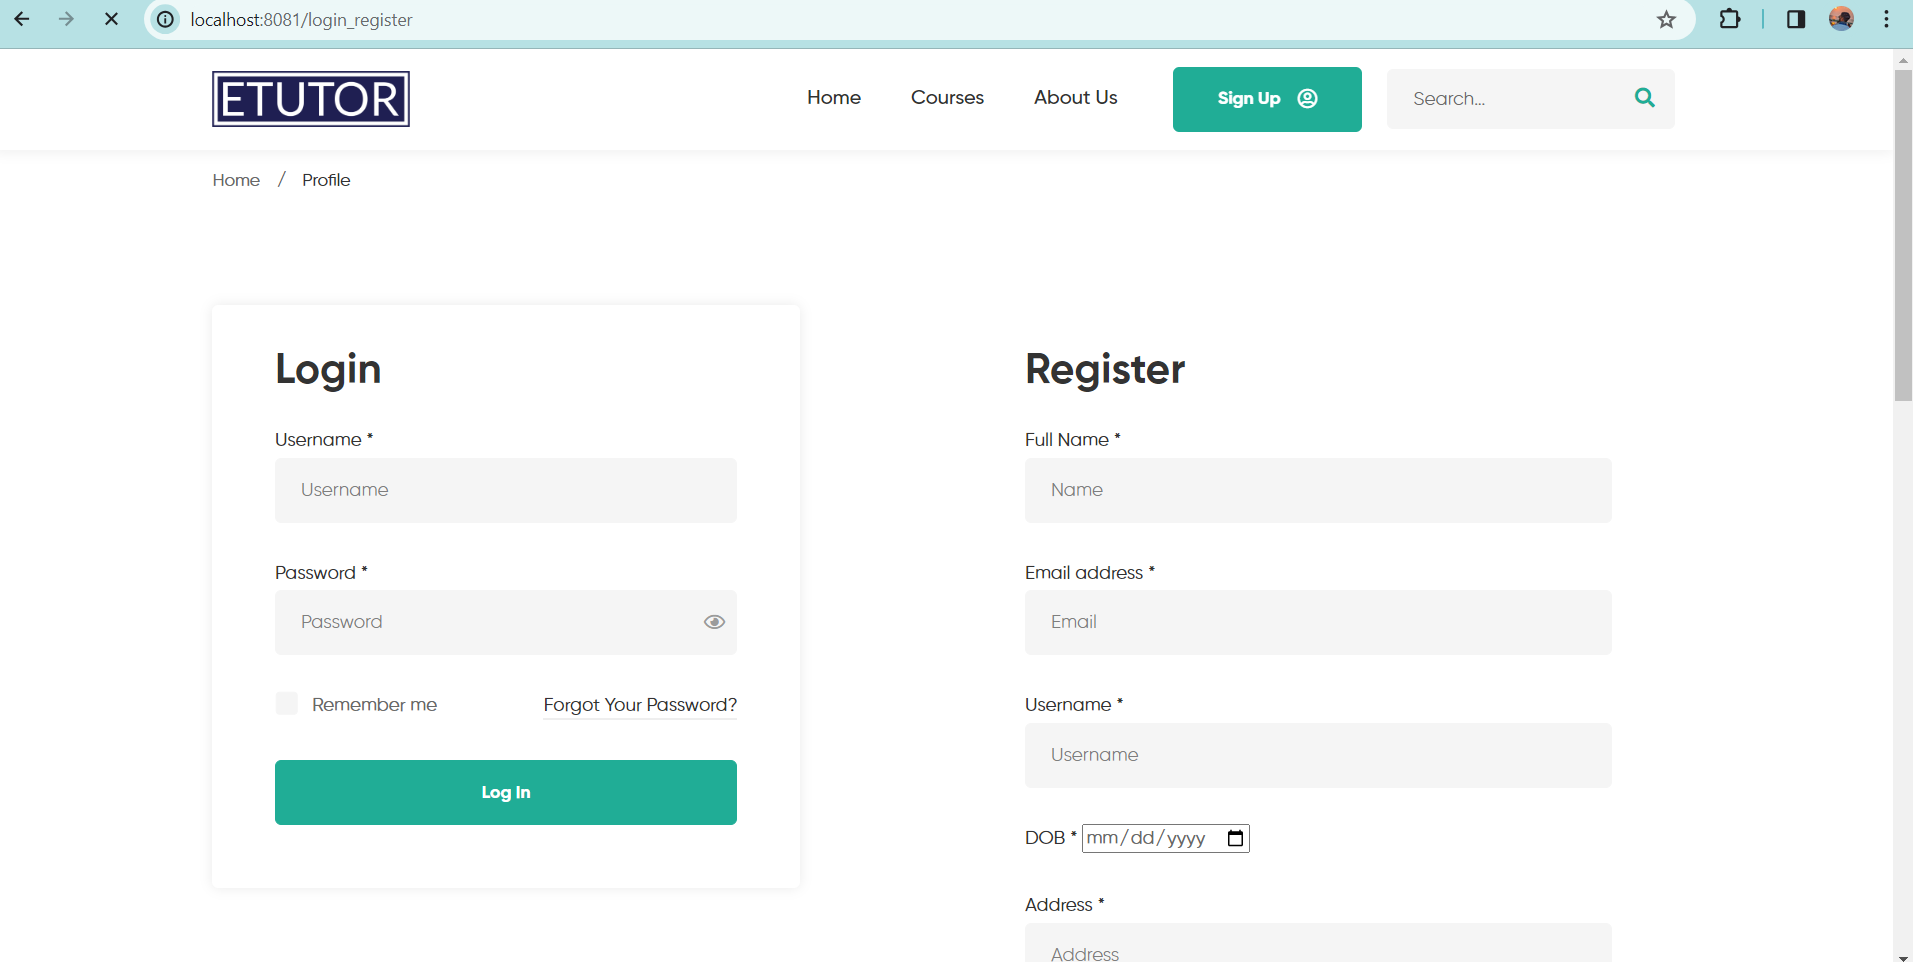 localhost:8081/login_register
ETUTOR
Home
Courses
About Us
Sign Up
Search...
Home / Profile
Login
Username *
Username
Password *
Password
Remember me
Forgot Your Password?
Log In
Register
Full Name *
Name
Email address *
Email
Username *
Username
DOB * mm/dd/yyyy
Address *
Address